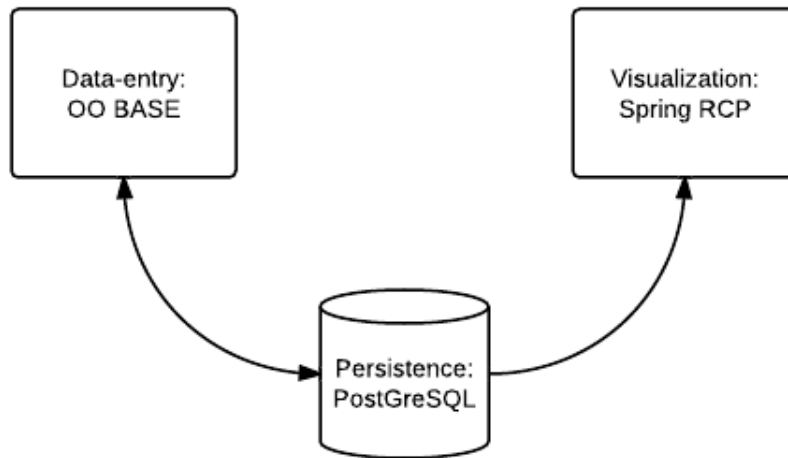 Data-entry:
OO BASE
Visualization:
Spring RCP
Persistence:
PostGreSQL